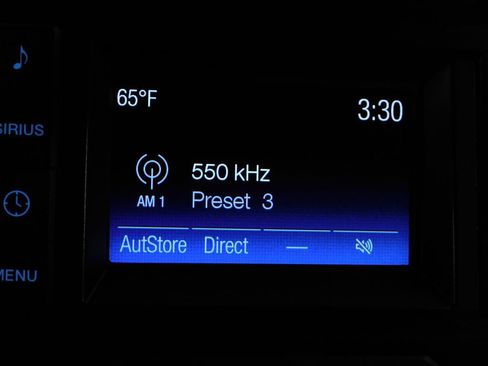 65°F
3:30
SIRIUS
550 kHz
AM 1
Preset 3
AutStore Direct —
MENU